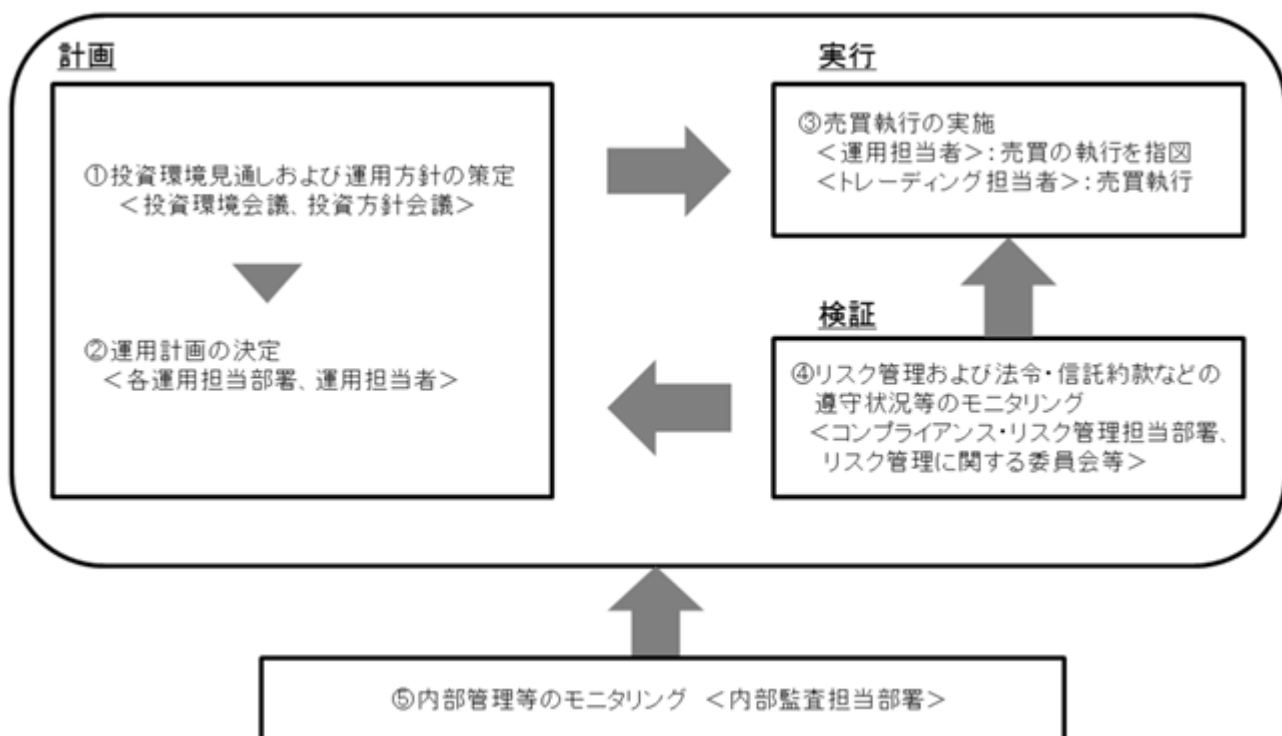 計画
①投資環境見通しおよび運用方針の策定
＜投資環境会議、投資方針会議＞
②運用計画の決定
＜各運用担当部署、運用担当者＞
実行
③売買執行の実施
＜運用担当者＞：売買の執行を指図
＜トレーディング担当者＞：売買執行
検証
④リスク管理および法令・信託約款などの
遵守状況等のモニタリング
＜コンプライアンス・リスク管理担当部署、
リスク管理に関する委員会等＞
⑤内部管理等のモニタリング ＜内部監査担当部署＞